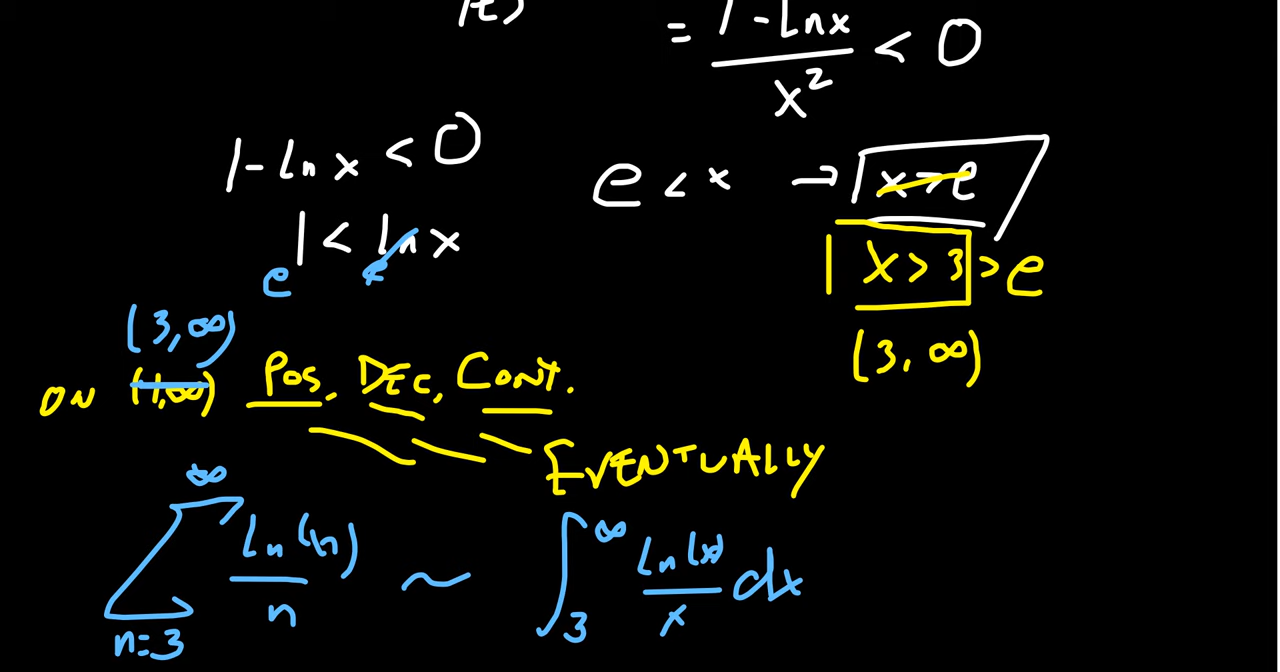 = 1 - ln x / x² < 0
1 - ln x < 0
e < x → x > e
1 < ln x
e e
x > 3 > e
(3, ∞)
(3, ∞)
ON (1, ∞) POS. DEC, CONT.
EVENTUALLY
∞
Σ ln(n) / n ~ ∫₃^∞ ln(x) / x dx
n=3